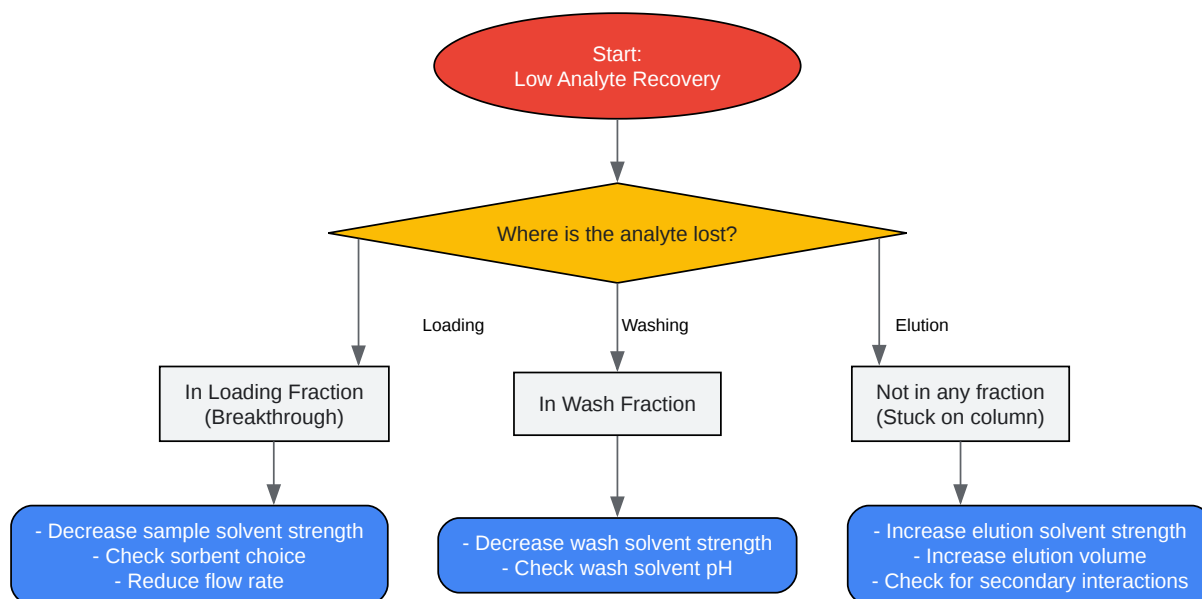 Start:
Low Analyte Recovery
Where is the analyte lost?
Loading
Washing
Elution
In Loading Fraction
(Breakthrough)
In Wash Fraction
Not in any fraction
(Stuck on column)
- Decrease sample solvent strength
- Check sorbent choice
- Reduce flow rate
- Decrease wash solvent strength
- Check wash solvent pH
- Increase elution solvent strength
- Increase elution volume
- Check for secondary interactions